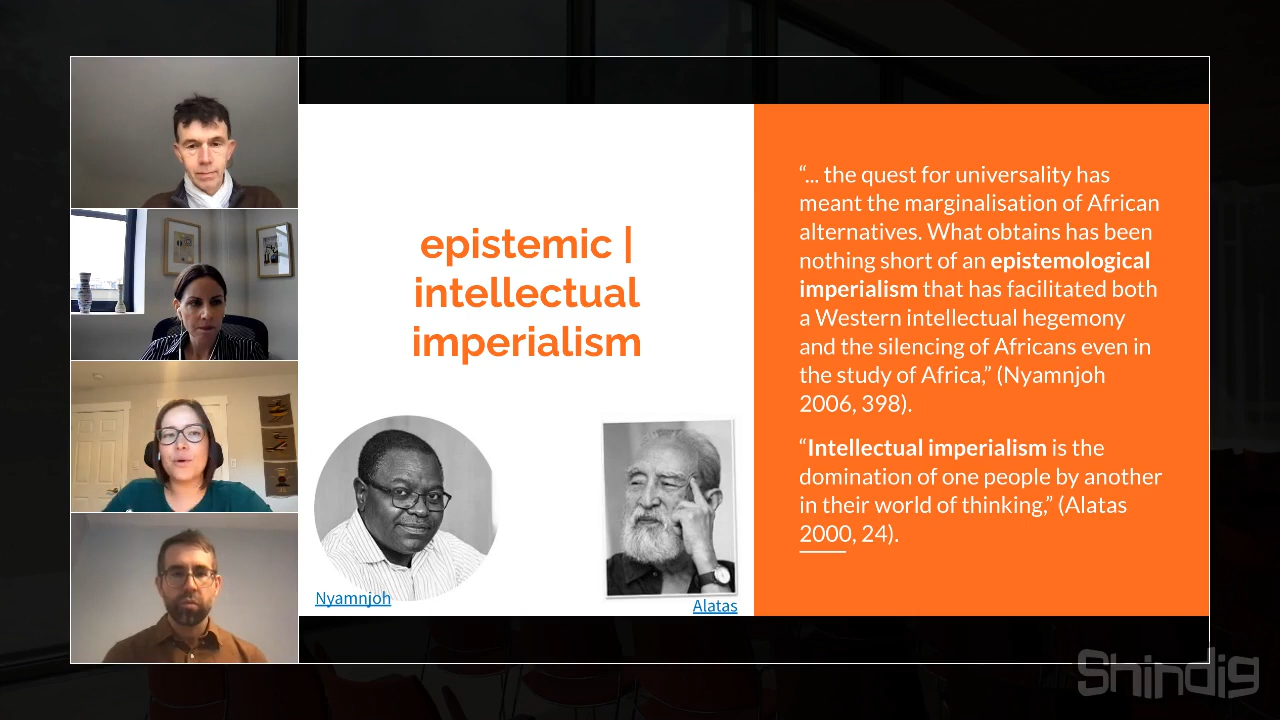 epistemic |
intellectual
imperialism
Nyamnjoh
Alatas
“... the quest for universality has
meant the marginalisation of African
alternatives. What obtains has been
nothing short of an epistemological
imperialism that has facilitated both
a Western intellectual hegemony
and the silencing of Africans even in
the study of Africa,” (Nyamnjoh
2006, 398).
“Intellectual imperialism is the
domination of one people by another
in their world of thinking,” (Alatas
2000, 24).
Shindig